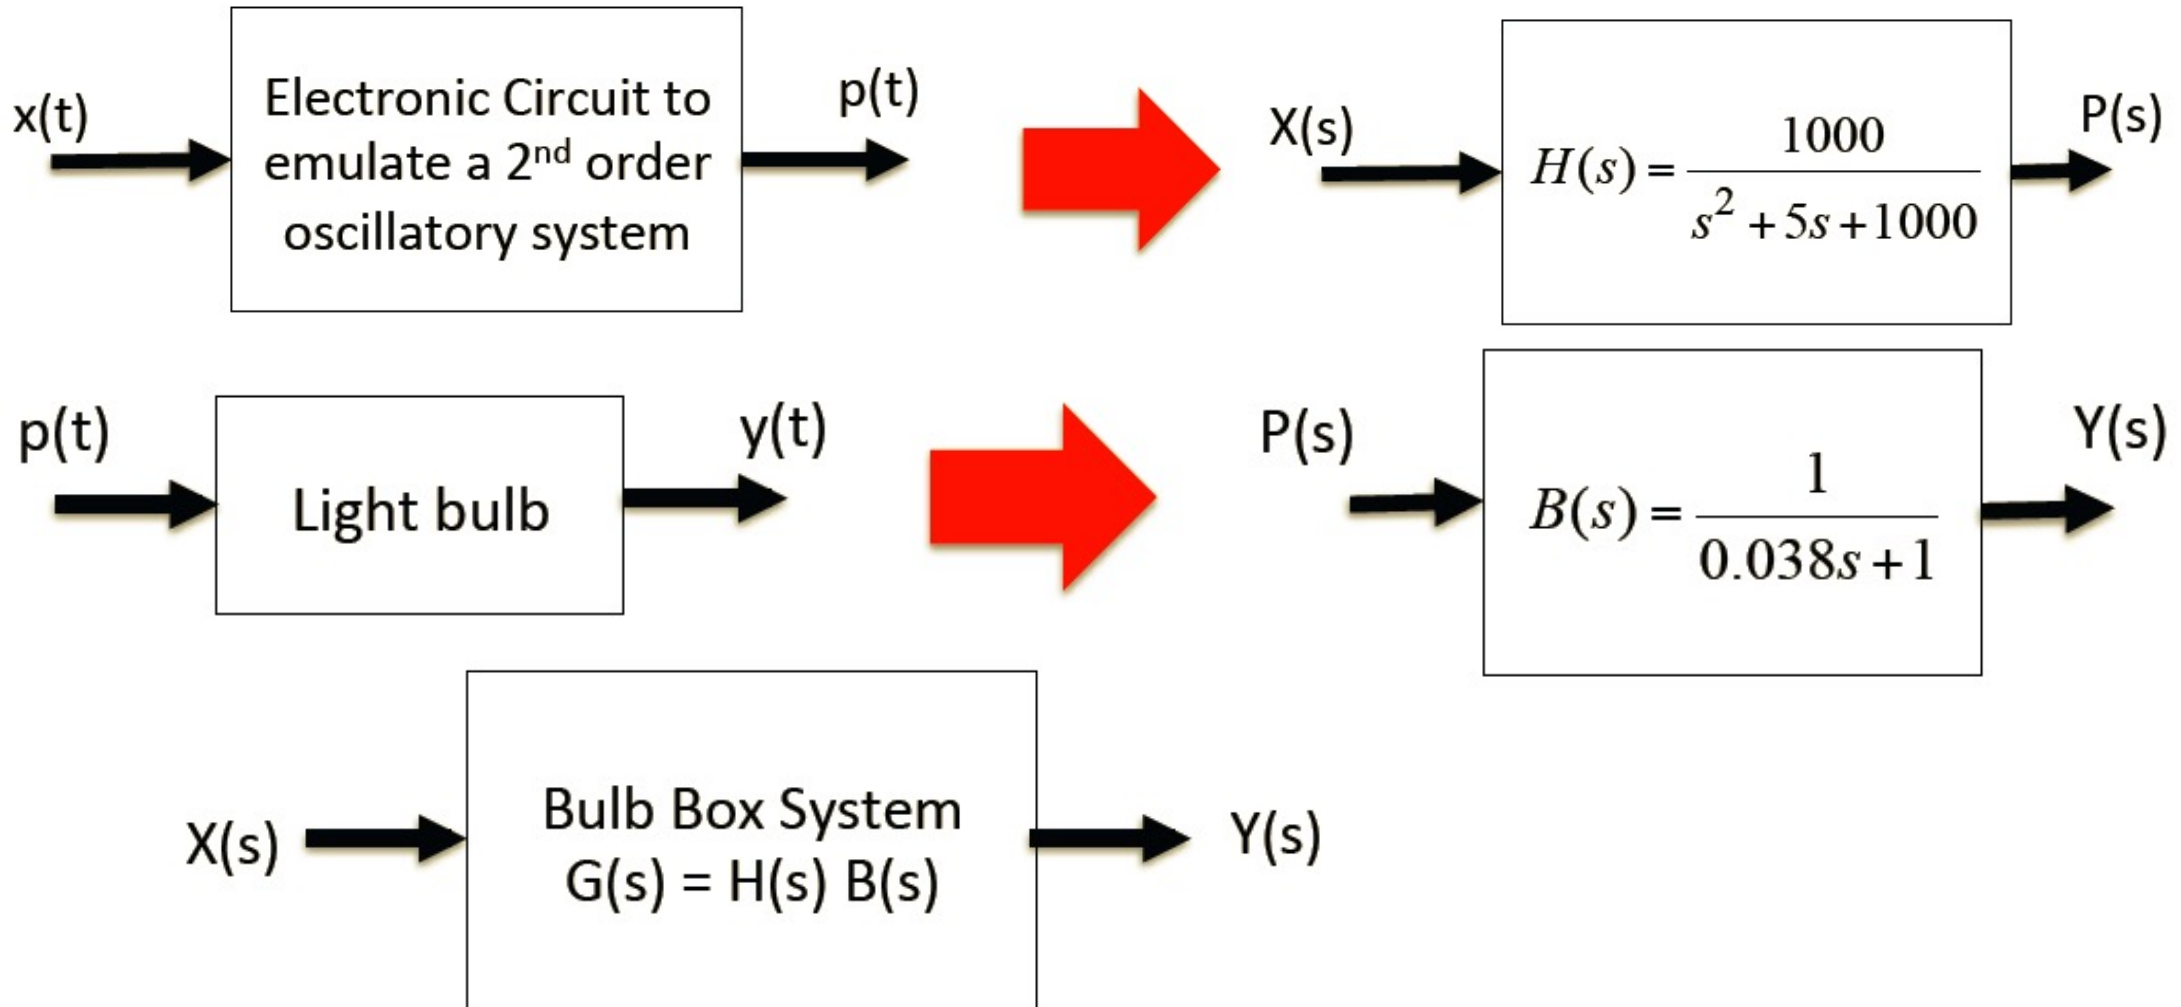 x(t)
Electronic Circuit to
emulate a 2nd order
oscillatory system
p(t)
X(s)
H(s) = 1000 / (s² + 5s + 1000)
P(s)
p(t)
Light bulb
y(t)
P(s)
B(s) = 1 / (0.038s + 1)
Y(s)
X(s)
Bulb Box System
G(s) = H(s) B(s)
Y(s)